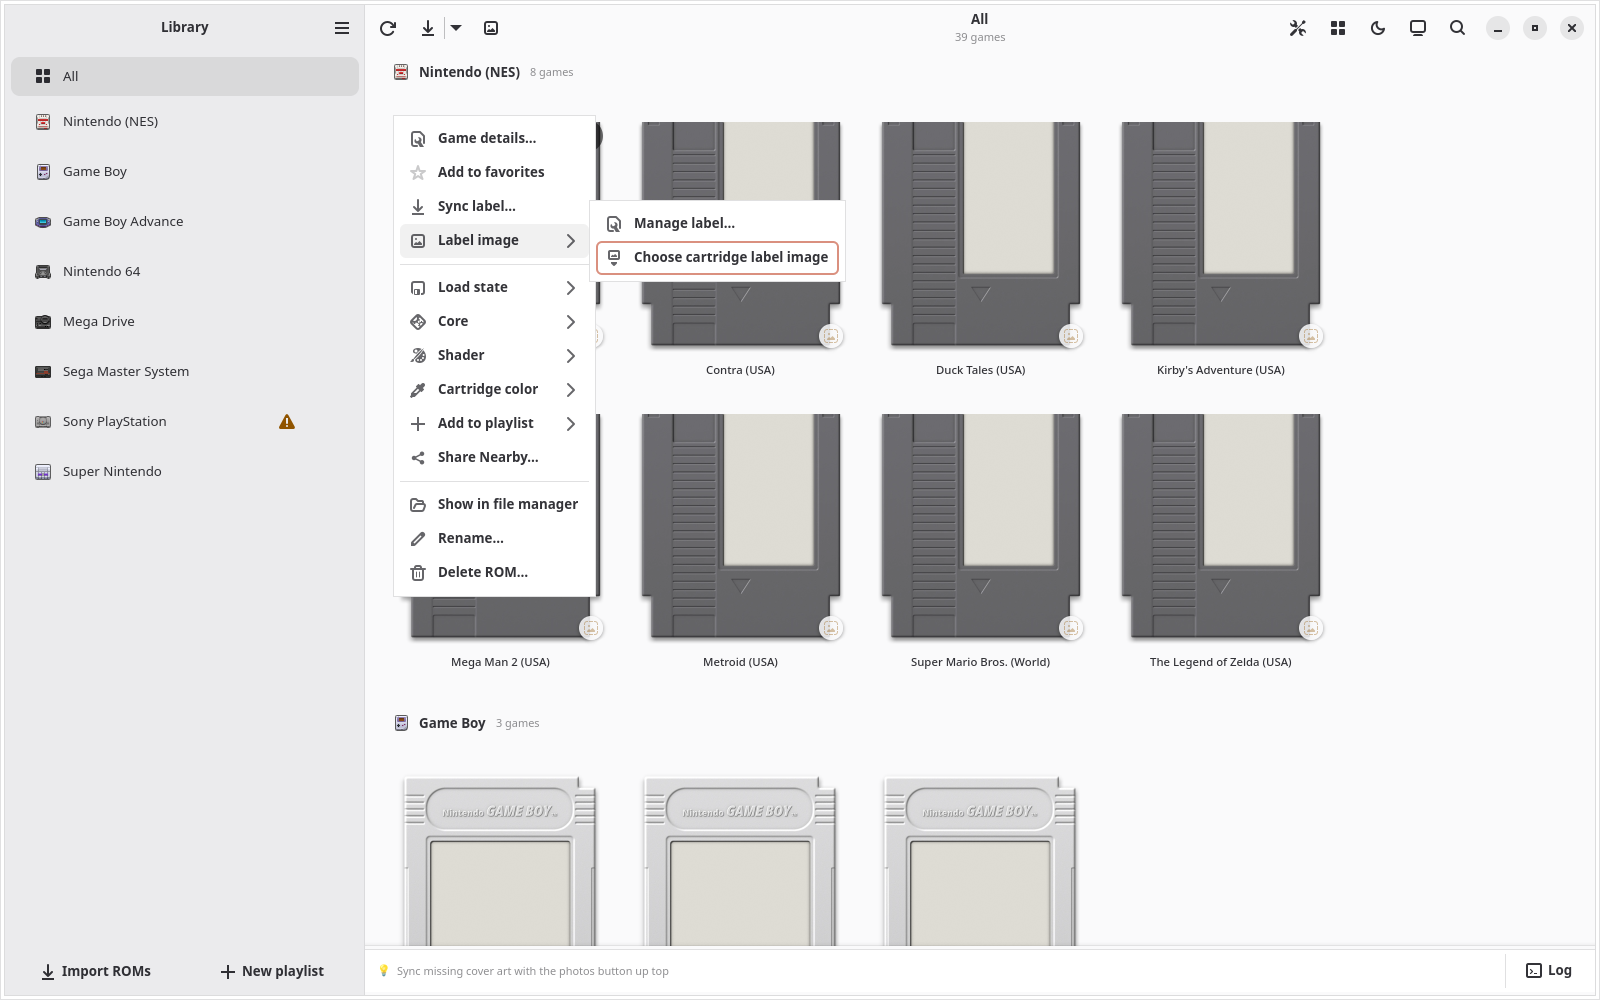 Library
All
Nintendo (NES)
Game Boy
Game Boy Advance
Nintendo 64
Mega Drive
Sega Master System
Sony PlayStation
Super Nintendo
Import ROMs
New playlist
All
39 games
Nintendo (NES) 8 games
Game details...
Add to favorites
Sync label...
Label image
Load state
Core
Shader
Cartridge color
Add to playlist
Share Nearby...
Show in file manager
Rename...
Delete ROM...
Manage label...
Choose cartridge label image
Contra (USA)
Duck Tales (USA)
Kirby's Adventure (USA)
Mega Man 2 (USA)
Metroid (USA)
Super Mario Bros. (World)
The Legend of Zelda (USA)
Game Boy 3 games
Nintendo GAME BOY
Nintendo GAME BOY
Nintendo GAME BOY
Sync missing cover art with the photos button up top
Log